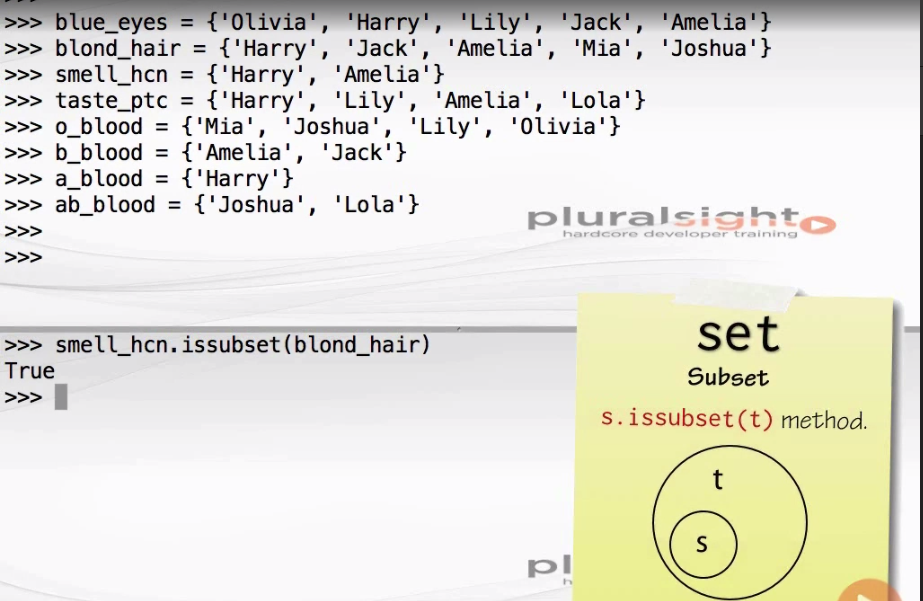 >>> blue_eyes = {'Olivia', 'Harry', 'Lily', 'Jack', 'Amelia'}
>>> blond_hair = {'Harry', 'Jack', 'Amelia', 'Mia', 'Joshua'}
>>> smell_hcn = {'Harry', 'Amelia'}
>>> taste_ptc = {'Harry', 'Lily', 'Amelia', 'Lola'}
>>> o_blood = {'Mia', 'Joshua', 'Lily', 'Olivia'}
>>> b_blood = {'Amelia', 'Jack'}
>>> a_blood = {'Harry'}
>>> ab_blood = {'Joshua', 'Lola'}
>>>
>>>
pluralsight
hardcore developer training
>>> smell_hcn.issubset(blond_hair)
True
>>>
set
Subset
s.issubset(t) method.
t
s
pl
h